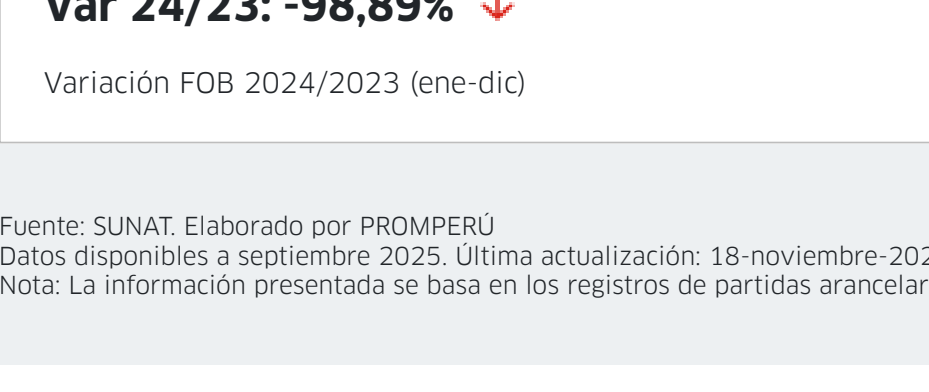 Var 24/23: -98,89%
Variación FOB 2024/2023 (ene-dic)
Fuente: SUNAT. Elaborado por PROMPERÚ
Datos disponibles a septiembre 2025. Última actualización: 18-noviembre-202
Nota: La información presentada se basa en los registros de partidas arancelar